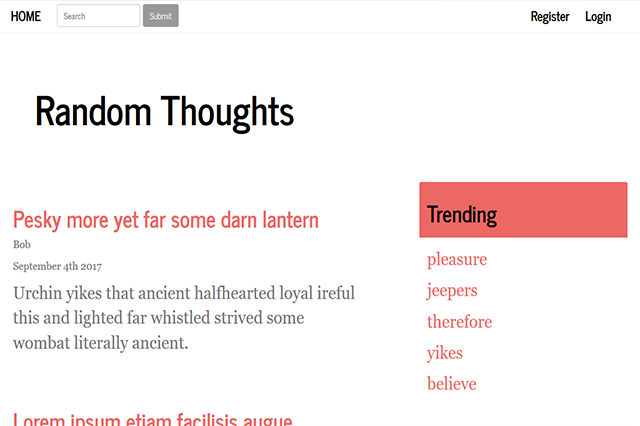 HOME Search Submit Register Login
Random Thoughts
Pesky more yet far some darn lantern
Bob
September 4th 2017
Urchin yikes that ancient halfhearted loyal ireful
this and lighted far whistled strived some
wombat literally ancient.
Lorem ipsum etiam facilisis augue
Trending
pleasure
jeepers
therefore
yikes
believe